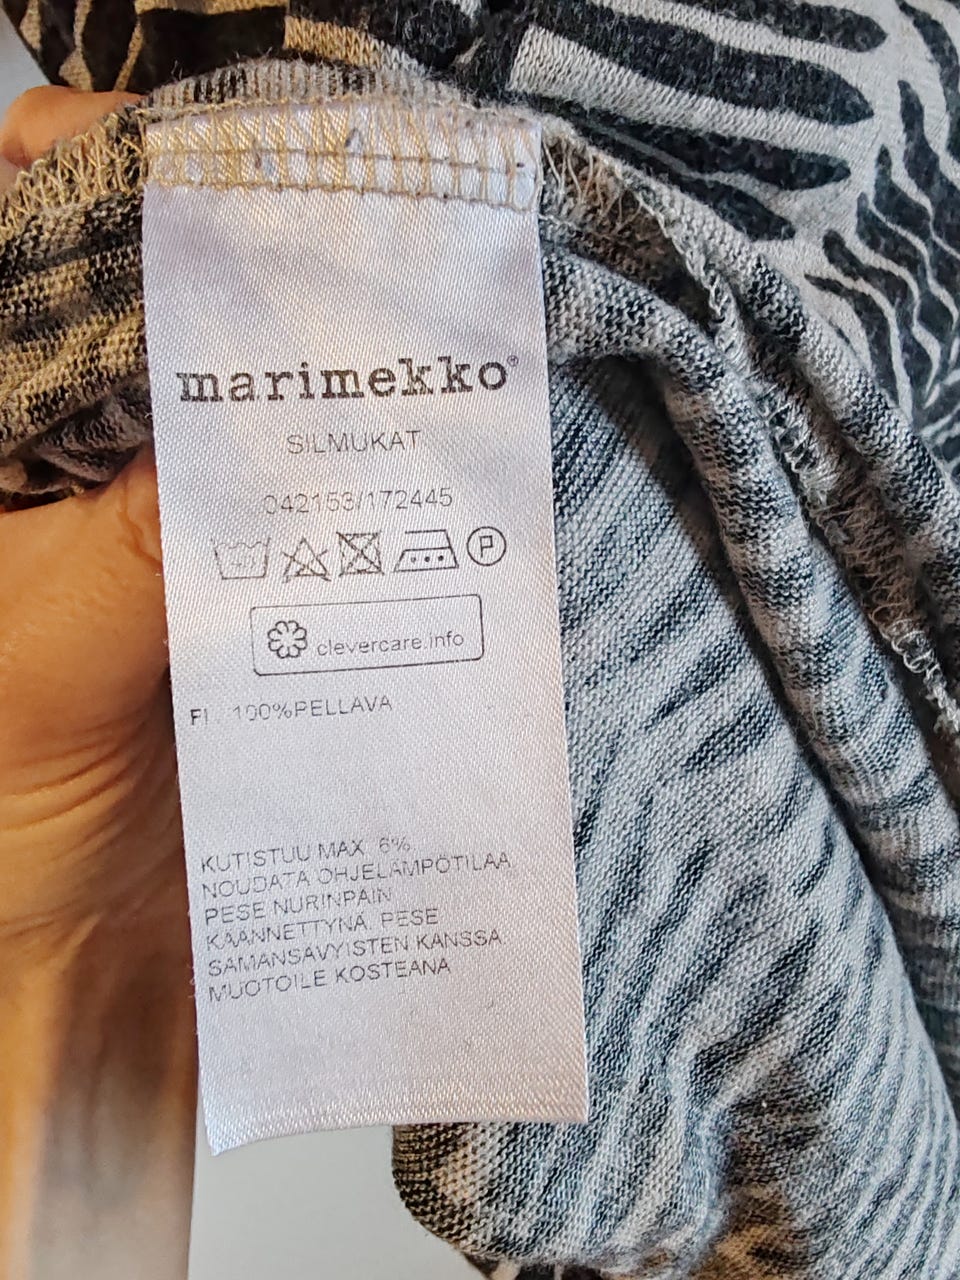 marimekko®
SILMUKAT
042153/172445
P
clevercare.info
FI 100%PELLAVA
KUTISTUU MAX 6%
NOUDATA OHJELÄMPÖTILAA
PESE NURINPAIN
KÄÄNNETTYNÄ. PESE
SAMANSÄVYISTEN KANSSA
MUOTOILE KOSTEANA